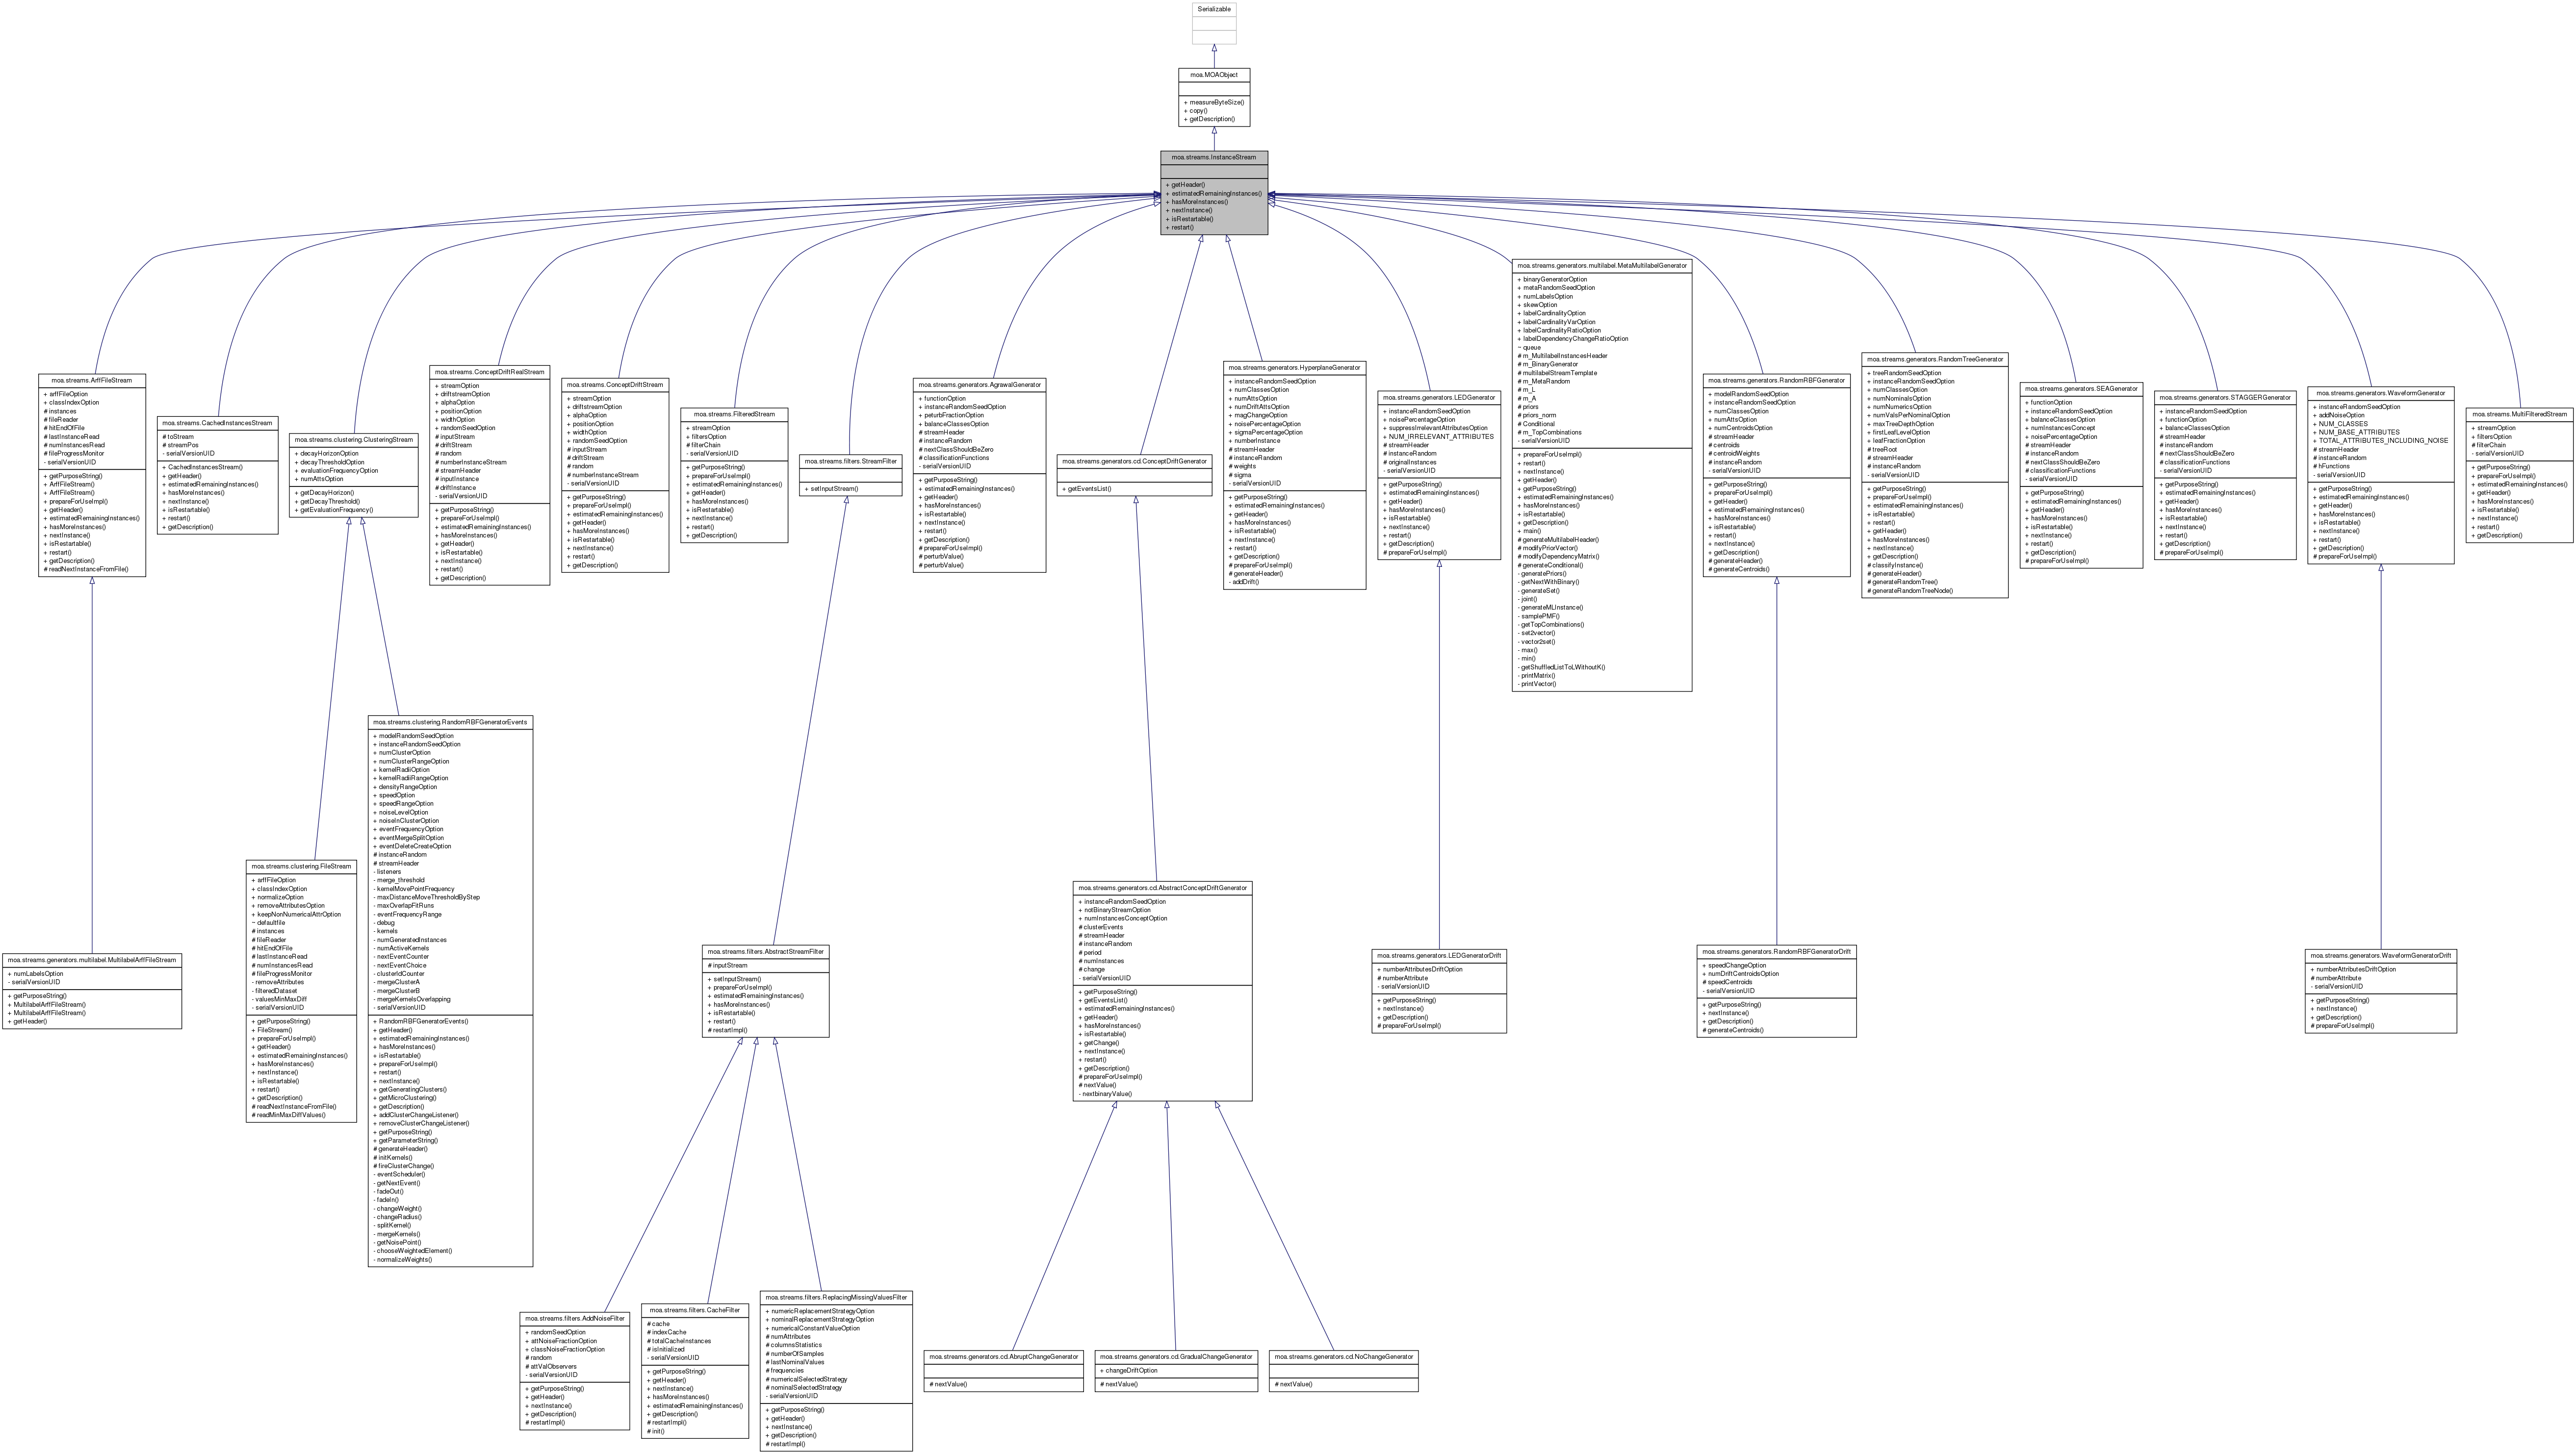 Serializable
moa.MOAObject
+ measureByteSize()
+ copy()
+ getDescription()
moa.streams.InstanceStream
+ getHeader()
+ estimatedRemainingInstances()
+ hasMoreInstances()
+ nextInstance()
+ isRestartable()
+ restart()
moa.streams.ArffFileStream
+ arffFileOption
+ classIndexOption
# instances
# fileReader
# hitEndOfFile
# lastInstanceRead
# numInstancesRead
# fileProgressMonitor
- serialVersionUID
+ getPurposeString()
+ ArffFileStream()
+ ArffFileStream()
+ prepareForUseImpl()
+ getHeader()
+ estimatedRemainingInstances()
+ hasMoreInstances()
+ nextInstance()
+ isRestartable()
+ restart()
+ getDescription()
# readNextInstanceFromFile()
moa.streams.CachedInstancesStream
# toStream
# streamPos
- serialVersionUID
+ CachedInstancesStream()
+ getHeader()
+ estimatedRemainingInstances()
+ hasMoreInstances()
+ nextInstance()
+ isRestartable()
+ restart()
+ getDescription()
moa.streams.clustering.ClusteringStream
+ decayHorizonOption
+ decayThresholdOption
+ evaluationFrequencyOption
+ numAttsOption
+ getDecayHorizon()
+ getDecayThreshold()
+ getEvaluationFrequency()
moa.streams.ConceptDriftRealStream
+ streamOption
+ driftstreamOption
+ alphaOption
+ positionOption
+ widthOption
+ randomSeedOption
# inputStream
# driftStream
# random
# numberInstanceStream
# streamHeader
# inputInstance
# driftInstance
- serialVersionUID
+ getPurposeString()
+ prepareForUseImpl()
+ estimatedRemainingInstances()
+ hasMoreInstances()
+ getHeader()
+ isRestartable()
+ nextInstance()
+ restart()
+ getDescription()
moa.streams.ConceptDriftStream
+ streamOption
+ driftstreamOption
+ alphaOption
+ positionOption
+ widthOption
+ randomSeedOption
# inputStream
# driftStream
# random
# numberInstanceStream
- serialVersionUID
+ getPurposeString()
+ prepareForUseImpl()
+ estimatedRemainingInstances()
+ getHeader()
+ hasMoreInstances()
+ isRestartable()
+ nextInstance()
+ restart()
+ getDescription()
moa.streams.FilteredStream
+ streamOption
+ filtersOption
# filterChain
- serialVersionUID
+ getPurposeString()
+ prepareForUseImpl()
+ estimatedRemainingInstances()
+ getHeader()
+ hasMoreInstances()
+ isRestartable()
+ nextInstance()
+ restart()
+ getDescription()
moa.streams.filters.StreamFilter
+ setInputStream()
moa.streams.generators.AgrawalGenerator
+ functionOption
+ instanceRandomSeedOption
+ peturbFractionOption
+ balanceClassesOption
# streamHeader
# instanceRandom
# nextClassShouldBeZero
# classificationFunctions
- serialVersionUID
+ getPurposeString()
+ estimatedRemainingInstances()
+ getHeader()
+ hasMoreInstances()
+ isRestartable()
+ nextInstance()
+ restart()
+ getDescription()
# prepareForUseImpl()
# perturbValue()
# perturbValue()
moa.streams.generators.cd.ConceptDriftGenerator
+ getEventsList()
moa.streams.generators.HyperplaneGenerator
+ instanceRandomSeedOption
+ numClassesOption
+ numAttsOption
+ numDriftAttsOption
+ magChangeOption
+ noisePercentageOption
+ sigmaPercentageOption
+ numberInstance
# streamHeader
# instanceRandom
# weights
# sigma
- serialVersionUID
+ getPurposeString()
+ estimatedRemainingInstances()
+ getHeader()
+ hasMoreInstances()
+ isRestartable()
+ nextInstance()
+ restart()
+ getDescription()
# prepareForUseImpl()
# generateHeader()
- addDrift()
moa.streams.generators.LEDGenerator
+ instanceRandomSeedOption
+ noisePercentageOption
+ suppressIrrelevantAttributesOption
+ NUM_IRRELEVANT_ATTRIBUTES
# streamHeader
# instanceRandom
# originalInstances
- serialVersionUID
+ getPurposeString()
+ estimatedRemainingInstances()
+ getHeader()
+ hasMoreInstances()
+ isRestartable()
+ nextInstance()
+ restart()
+ getDescription()
# prepareForUseImpl()
moa.streams.generators.multilabel.MetaMultilabelGenerator
+ binaryGeneratorOption
+ metaRandomSeedOption
+ numLabelsOption
+ skewOption
+ labelCardinalityOption
+ labelCardinalityVarOption
+ labelCardinalityRatioOption
+ labelDependencyChangeRatioOption
~ queue
# m_MultilabelInstancesHeader
# m_BinaryGenerator
# multilabelStreamTemplate
# m_MetaRandom
# m_L
# m_A
# priors
# priors_norm
# Conditional
# m_TopCombinations
- serialVersionUID
+ prepareForUseImpl()
+ restart()
+ nextInstance()
+ getHeader()
+ getPurposeString()
+ estimatedRemainingInstances()
+ hasMoreInstances()
+ isRestartable()
+ getDescription()
+ main()
# generateMultilabelHeader()
# modifyPriorVector()
# modifyDependencyMatrix()
# generateConditional()
- generatePriors()
- getNextWithBinary()
- generateSet()
- joint()
- generateMLInstance()
- samplePMF()
- getTopCombinations()
- set2vector()
- vector2set()
- max()
- min()
- getShuffledListToLWithoutK()
- printMatrix()
- printVector()
moa.streams.generators.RandomRBFGenerator
+ modelRandomSeedOption
+ instanceRandomSeedOption
+ numClassesOption
+ numAttsOption
+ numCentroidsOption
# streamHeader
# centroids
# centroidWeights
# instanceRandom
- serialVersionUID
+ getPurposeString()
+ prepareForUseImpl()
+ getHeader()
+ estimatedRemainingInstances()
+ hasMoreInstances()
+ isRestartable()
+ restart()
+ nextInstance()
+ getDescription()
# generateHeader()
# generateCentroids()
moa.streams.generators.RandomTreeGenerator
+ treeRandomSeedOption
+ instanceRandomSeedOption
+ numClassesOption
+ numNominalsOption
+ numNumericsOption
+ numValsPerNominalOption
+ maxTreeDepthOption
+ firstLeafLevelOption
+ leafFractionOption
# treeRoot
# streamHeader
# instanceRandom
- serialVersionUID
+ getPurposeString()
+ prepareForUseImpl()
+ estimatedRemainingInstances()
+ isRestartable()
+ restart()
+ getHeader()
+ hasMoreInstances()
+ nextInstance()
+ getDescription()
# classifyInstance()
# generateHeader()
# generateRandomTree()
# generateRandomTreeNode()
moa.streams.generators.SEAGenerator
+ functionOption
+ instanceRandomSeedOption
+ balanceClassesOption
+ numInstancesConcept
+ noisePercentageOption
# streamHeader
# instanceRandom
# nextClassShouldBeZero
# classificationFunctions
- serialVersionUID
+ getPurposeString()
+ estimatedRemainingInstances()
+ getHeader()
+ hasMoreInstances()
+ isRestartable()
+ nextInstance()
+ restart()
+ getDescription()
# prepareForUseImpl()
moa.streams.generators.STAGGERGenerator
+ instanceRandomSeedOption
+ functionOption
+ balanceClassesOption
# streamHeader
# instanceRandom
# nextClassShouldBeZero
# classificationFunctions
- serialVersionUID
+ getPurposeString()
+ estimatedRemainingInstances()
+ getHeader()
+ hasMoreInstances()
+ isRestartable()
+ nextInstance()
+ restart()
+ getDescription()
# prepareForUseImpl()
moa.streams.generators.WaveformGenerator
+ instanceRandomSeedOption
+ addNoiseOption
+ NUM_CLASSES
+ NUM_BASE_ATTRIBUTES
+ TOTAL_ATTRIBUTES_INCLUDING_NOISE
# streamHeader
# instanceRandom
# hFunctions
- serialVersionUID
+ getPurposeString()
+ estimatedRemainingInstances()
+ getHeader()
+ hasMoreInstances()
+ isRestartable()
+ nextInstance()
+ restart()
+ getDescription()
# prepareForUseImpl()
moa.streams.MultiFilteredStream
+ streamOption
+ filtersOption
# filterChain
- serialVersionUID
+ getPurposeString()
+ prepareForUseImpl()
+ estimatedRemainingInstances()
+ getHeader()
+ hasMoreInstances()
+ isRestartable()
+ nextInstance()
+ restart()
+ getDescription()
moa.streams.generators.multilabel.MultilabelArffFileStream
+ numLabelsOption
- serialVersionUID
+ getPurposeString()
+ MultilabelArffFileStream()
+ MultilabelArffFileStream()
+ getHeader()
moa.streams.clustering.FileStream
+ arffFileOption
+ classIndexOption
+ normalizeOption
+ removeAttributesOption
+ keepNonNumericalAttrOption
~ defaultfile
# instances
# fileReader
# hitEndOfFile
# lastInstanceRead
# numInstancesRead
# fileProgressMonitor
- removeAttributes
- filteredDataset
- valuesMinMaxDiff
- serialVersionUID
+ getPurposeString()
+ FileStream()
+ prepareForUseImpl()
+ getHeader()
+ estimatedRemainingInstances()
+ hasMoreInstances()
+ nextInstance()
+ isRestartable()
+ restart()
+ getDescription()
# readNextInstanceFromFile()
# readMinMaxDiffValues()
moa.streams.clustering.RandomRBFGeneratorEvents
+ modelRandomSeedOption
+ instanceRandomSeedOption
+ numClusterOption
+ numClusterRangeOption
+ kernelRadiiOption
+ kernelRadiiRangeOption
+ densityRangeOption
+ speedOption
+ speedRangeOption
+ noiseLevelOption
+ noiseInClusterOption
+ eventFrequencyOption
+ eventMergeSplitOption
+ eventDeleteCreateOption
# instanceRandom
# streamHeader
- listeners
- merge_threshold
- kernelMovePointFrequency
- maxDistanceMoveThresholdByStep
- maxOverlapFitRuns
- eventFrequencyRange
- debug
- kernels
- numGeneratedInstances
- numActiveKernels
- nextEventCounter
- nextEventChoice
- clusterIdCounter
- mergeClusterA
- mergeClusterB
- mergeKernelsOverlapping
- serialVersionUID
+ RandomRBFGeneratorEvents()
+ getHeader()
+ estimatedRemainingInstances()
+ hasMoreInstances()
+ isRestartable()
+ prepareForUseImpl()
+ restart()
+ nextInstance()
+ getGeneratingClusters()
+ getMicroClustering()
+ getDescription()
+ addClusterChangeListener()
+ removeClusterChangeListener()
+ getPurposeString()
+ getParameterString()
# generateHeader()
# initKernels()
# fireClusterChange()
- eventScheduler()
- getNextEvent()
- fadeOut()
- fadeIn()
- changeWeight()
- changeRadius()
- splitKernel()
- mergeKernels()
- getNoisePoint()
- chooseWeightedElement()
- normalizeWeights()
moa.streams.filters.AbstractStreamFilter
# inputStream
+ setInputStream()
+ prepareForUseImpl()
+ estimatedRemainingInstances()
+ hasMoreInstances()
+ isRestartable()
+ restart()
# restartImpl()
moa.streams.generators.cd.AbstractConceptDriftGenerator
+ instanceRandomSeedOption
+ notBinaryStreamOption
+ numInstancesConceptOption
# clusterEvents
# streamHeader
# instanceRandom
# period
# numInstances
# change
- serialVersionUID
+ getPurposeString()
+ getEventsList()
+ estimatedRemainingInstances()
+ getHeader()
+ hasMoreInstances()
+ isRestartable()
+ getChange()
+ nextInstance()
+ restart()
+ getDescription()
# prepareForUseImpl()
# nextValue()
- nextbinaryValue()
moa.streams.generators.LEDGeneratorDrift
+ numberAttributesDriftOption
# numberAttribute
- serialVersionUID
+ getPurposeString()
+ nextInstance()
+ getDescription()
# prepareForUseImpl()
moa.streams.generators.RandomRBFGeneratorDrift
+ speedChangeOption
+ numDriftCentroidsOption
# speedCentroids
- serialVersionUID
+ getPurposeString()
+ nextInstance()
+ getDescription()
# generateCentroids()
moa.streams.generators.WaveformGeneratorDrift
+ numberAttributesDriftOption
# numberAttribute
- serialVersionUID
+ getPurposeString()
+ nextInstance()
+ getDescription()
# prepareForUseImpl()
moa.streams.filters.AddNoiseFilter
+ randomSeedOption
+ attNoiseFractionOption
+ classNoiseFractionOption
# random
# attValObservers
- serialVersionUID
+ getPurposeString()
+ getHeader()
+ nextInstance()
+ getDescription()
# restartImpl()
moa.streams.filters.CacheFilter
# cache
# indexCache
# totalCacheInstances
# isInitialized
- serialVersionUID
+ getPurposeString()
+ getHeader()
+ nextInstance()
+ hasMoreInstances()
+ estimatedRemainingInstances()
+ getDescription()
# restartImpl()
# init()
moa.streams.filters.ReplacingMissingValuesFilter
+ numericReplacementStrategyOption
+ nominalReplacementStrategyOption
+ numericalConstantValueOption
# numAttributes
# columnsStatistics
# numberOfSamples
# lastNominalValues
# frequencies
# numericalSelectedStrategy
# nominalSelectedStrategy
- serialVersionUID
+ getPurposeString()
+ getHeader()
+ nextInstance()
+ getDescription()
# restartImpl()
moa.streams.generators.cd.AbruptChangeGenerator
# nextValue()
moa.streams.generators.cd.GradualChangeGenerator
+ changeDriftOption
# nextValue()
moa.streams.generators.cd.NoChangeGenerator
# nextValue()